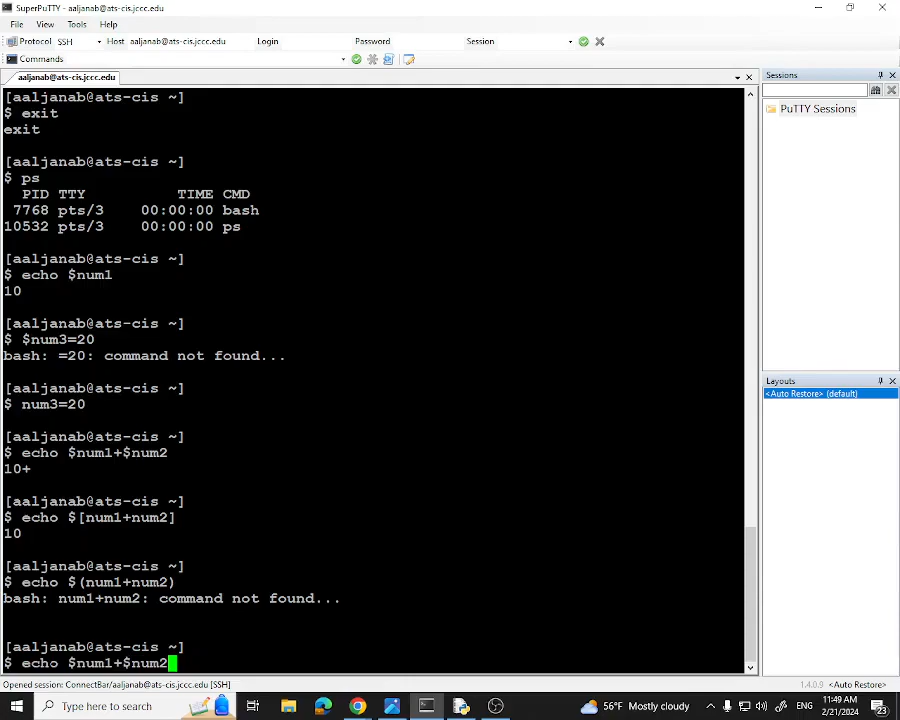 SuperPuTTY - aaljanab@ats-cis.jccc.edu
File View Tools Help
Protocol SSH Host aaljanab@ats-cis.jccc.edu Login Password Session
Commands
aaljanab@ats-cis.jccc.edu
[aaljanab@ats-cis ~]
$ exit
exit
[aaljanab@ats-cis ~]
$ ps
PID TTY TIME CMD
7768 pts/3 00:00:00 bash
10532 pts/3 00:00:00 ps
[aaljanab@ats-cis ~]
$ echo $num1
10
[aaljanab@ats-cis ~]
$ $num3=20
bash: =20: command not found...
[aaljanab@ats-cis ~]
$ num3=20
[aaljanab@ats-cis ~]
$ echo $num1+$num2
10+
[aaljanab@ats-cis ~]
$ echo $[num1+num2]
10
[aaljanab@ats-cis ~]
$ echo $(num1+num2)
bash: num1+num2: command not found...
[aaljanab@ats-cis ~]
$ echo $num1+$num2
Sessions
PuTTY Sessions
Layouts
<Auto Restore> (default)
Opened session: ConnectBar/aaljanab@ats-cis.jccc.edu [SSH]
1.4.0.9 <Auto Restore>
Type here to search
56°F Mostly cloudy
ENG
11:49 AM
2/21/2024
23